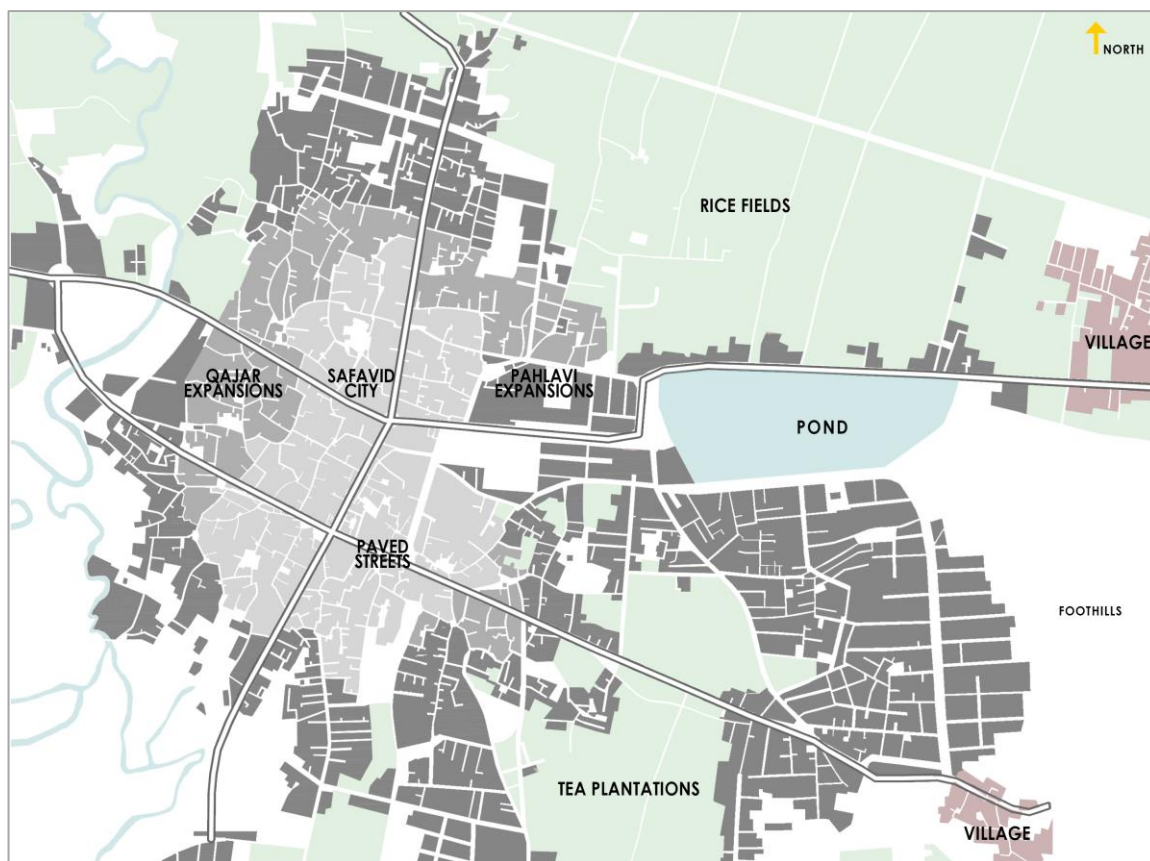 NORTH
RICE FIELDS
VILLAGE
QAJAR
EXPANSIONS
SAFAVID
CITY
PAHLAVI
EXPANSIONS
POND
PAVED
STREETS
FOOTHILLS
TEA PLANTATIONS
VILLAGE